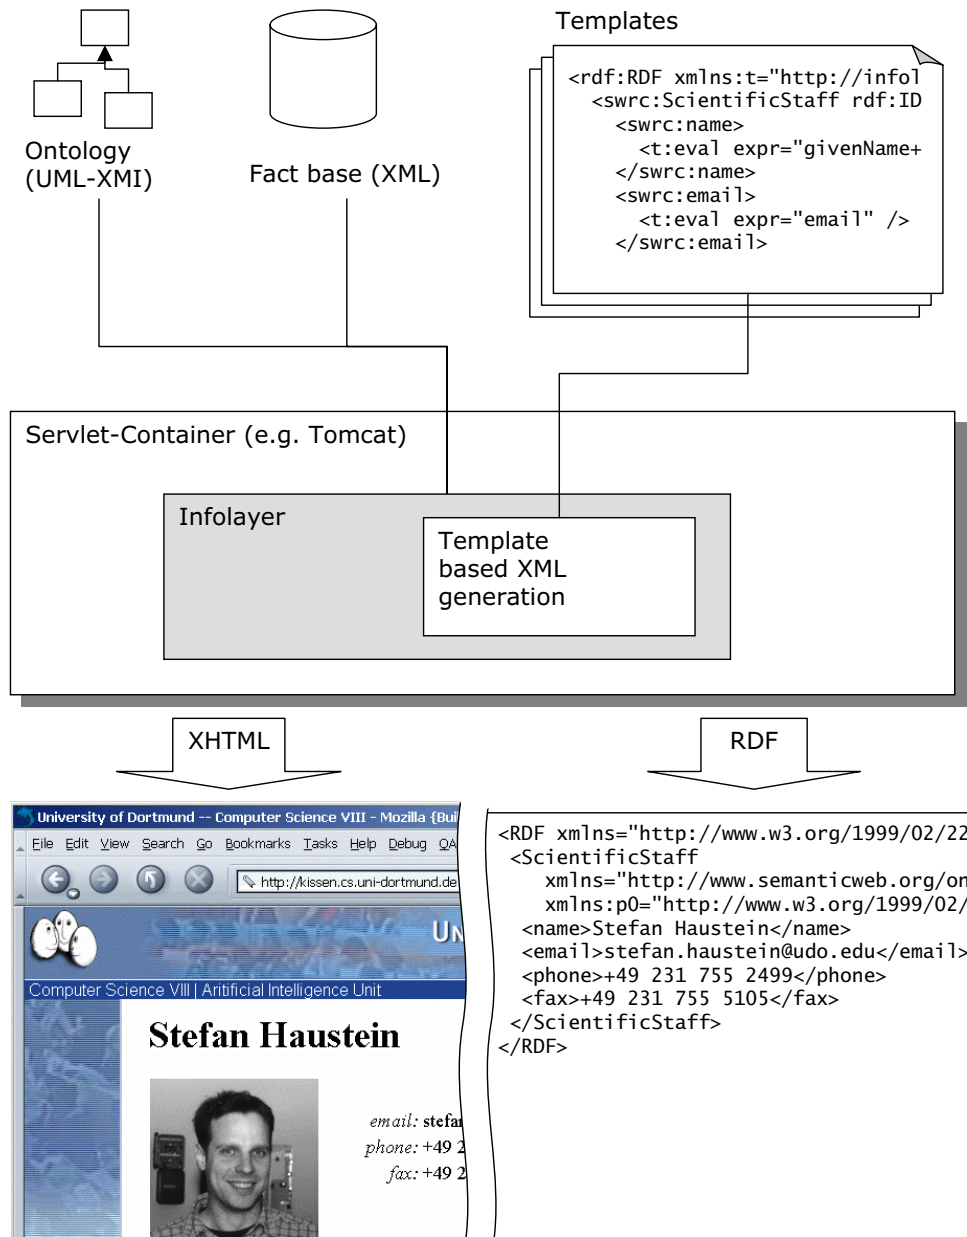 Templates
<rdf:RDF xmlns:t="http://infol
<swrc:ScientificStaff rdf:ID
<swrc:name>
<t:eval expr="givenName+
</swrc:name>
<swrc:email>
<t:eval expr="email" />
</swrc:email>
Ontology
(UML-XMI)
Fact base (XML)
Servlet-Container (e.g. Tomcat)
Infolayer
Template
based XML
generation
XHTML
RDF
University of Dortmund -- Computer Science VIII - Mozilla {Bui
File Edit View Search Go Bookmarks Tasks Help Debug QA
http://kissen.cs.uni-dortmund.de
UN
Computer Science VIII | Aritificial Intelligence Unit
Stefan Haustein
email: stefan
phone: +49 2
fax: +49 2
<RDF xmlns="http://www.w3.org/1999/02/22
<ScientificStaff
xmlns="http://www.semanticweb.org/on
xmlns:p0="http://www.w3.org/1999/02/
<name>Stefan Haustein</name>
<email>stefan.haustein@udo.edu</email>
<phone>+49 231 755 2499</phone>
<fax>+49 231 755 5105</fax>
</ScientificStaff>
</RDF>